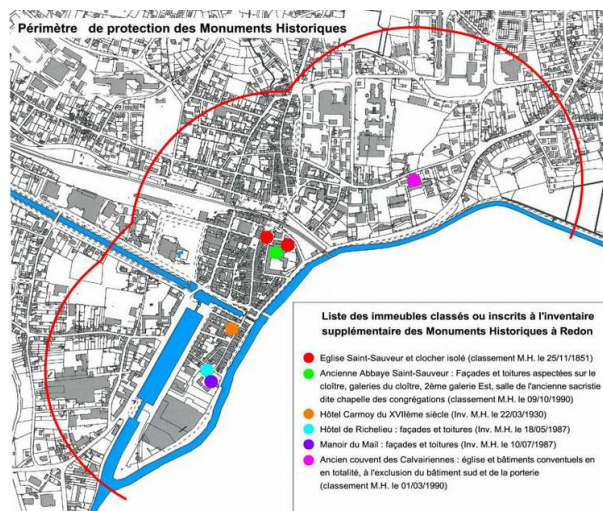 Périmètre de protection des Monuments Historiques
Liste des immeubles classés ou inscrits à l'inventaire
supplémentaire des Monuments Historiques à Redon
Eglise Saint-Sauveur et clocher isolé (classement M.H. le 25/11/1851)
Ancienne Abbaye Saint-Sauveur : Façades et toitures aspectées sur le
cloître, galeries du cloître, 2ème galerie Est, salle de l'ancienne sacristie
dite chapelle des congrégations) (classement M.H. le 09/10/1990)
Hôtel Carmoy du XVIIème siècle (Inv. M.H. le 22/03/1930)
Hôtel de Richelieu : façades et toitures (Inv. M.H. le 18/05/1987)
Manoir du Mail : façades et toitures (Inv. M.H. le 10/07/1987)
Ancien couvent des Calvairiennes : église et bâtiments conventuels en
en totalité, à l'exclusion du bâtiment sud et de la porterie
(classement M.H. le 01/03/1990)